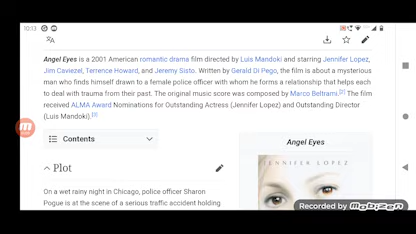 10:13
Angel Eyes is a 2001 American romantic drama film directed by Luis Mandoki and starring Jennifer Lopez,
Jim Caviezel, Terrence Howard, and Jeremy Sisto. Written by Gerald Di Pego, the film is about a mysterious
man who finds himself drawn to a female police officer with whom he forms a relationship that helps each
to deal with trauma from their past. The original music score was composed by Marco Beltrami.[2] The film
received ALMA Award Nominations for Outstanding Actress (Jennifer Lopez) and Outstanding Director
(Luis Mandoki).[3]
Contents
Angel Eyes
Plot
JENNIFER LOPEZ
On a wet rainy night in Chicago, police officer Sharon
Pogue is at the scene of a serious traffic accident holding
Recorded by Mobizen